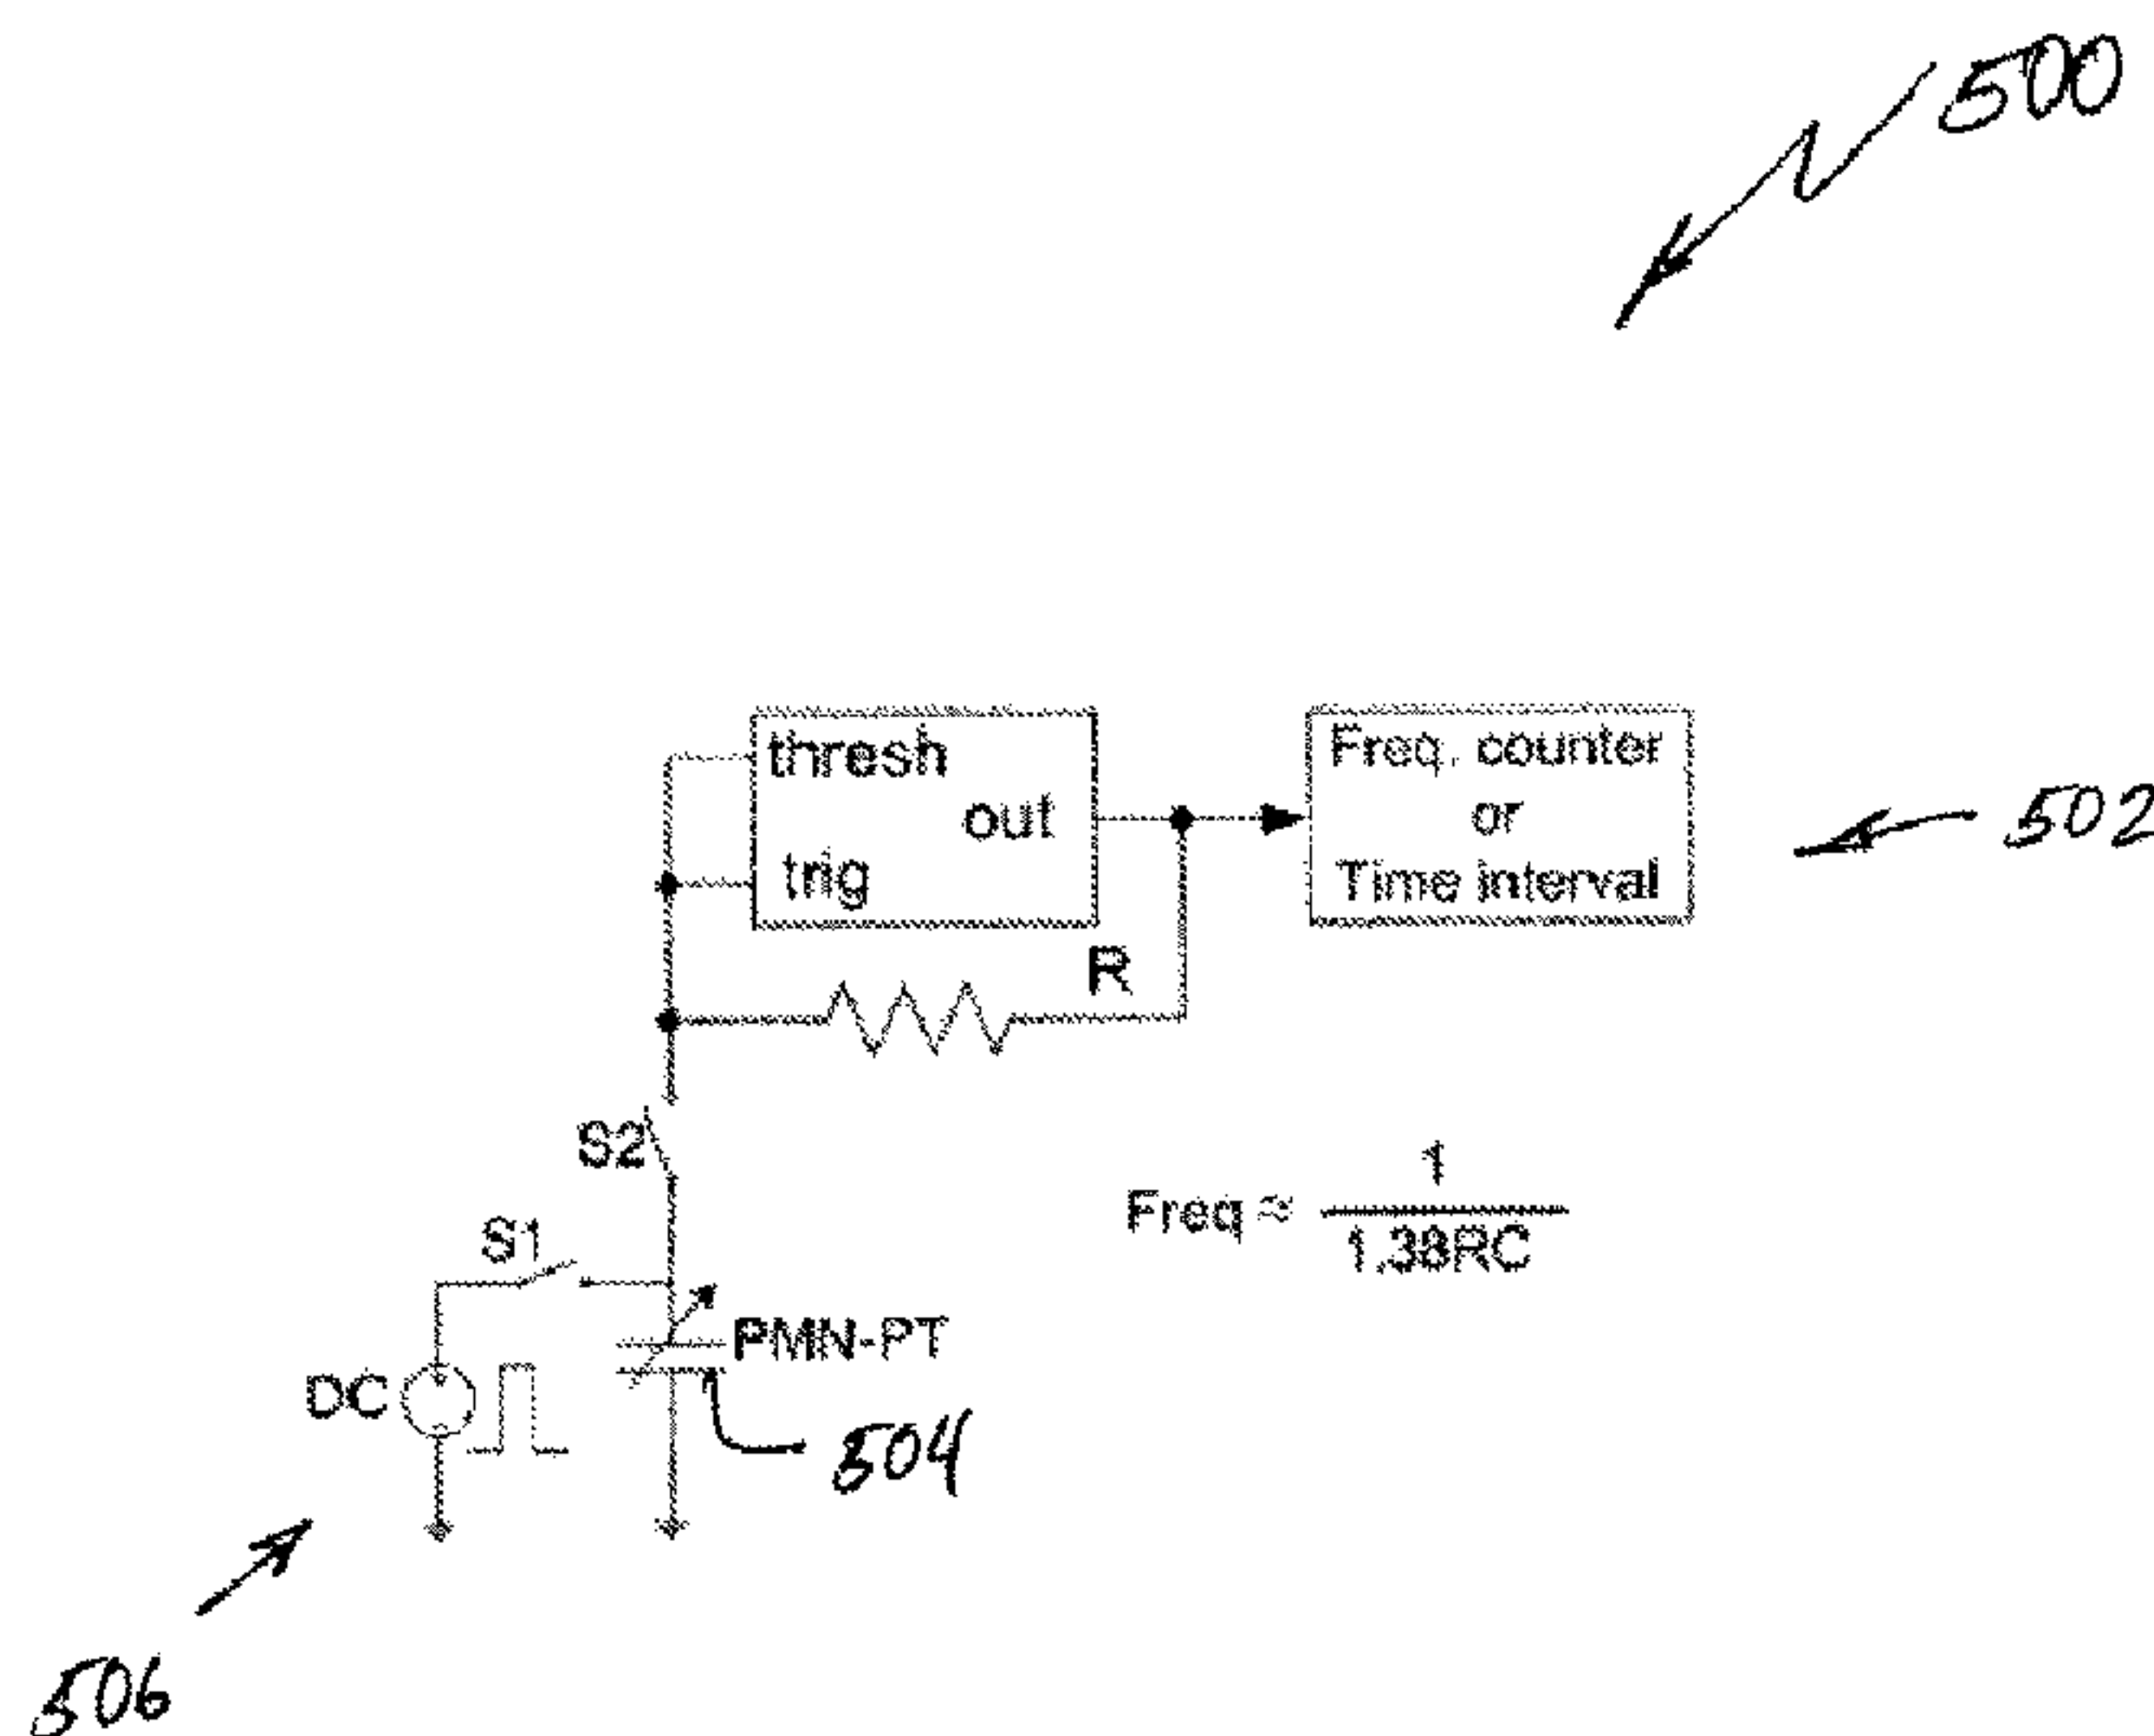 500
thresh
out
trig
Freq. counter
or
Time interval
502
R
S2
S1
Freq ≈ 1
1.38RC
PMN-PT
DC
504
506